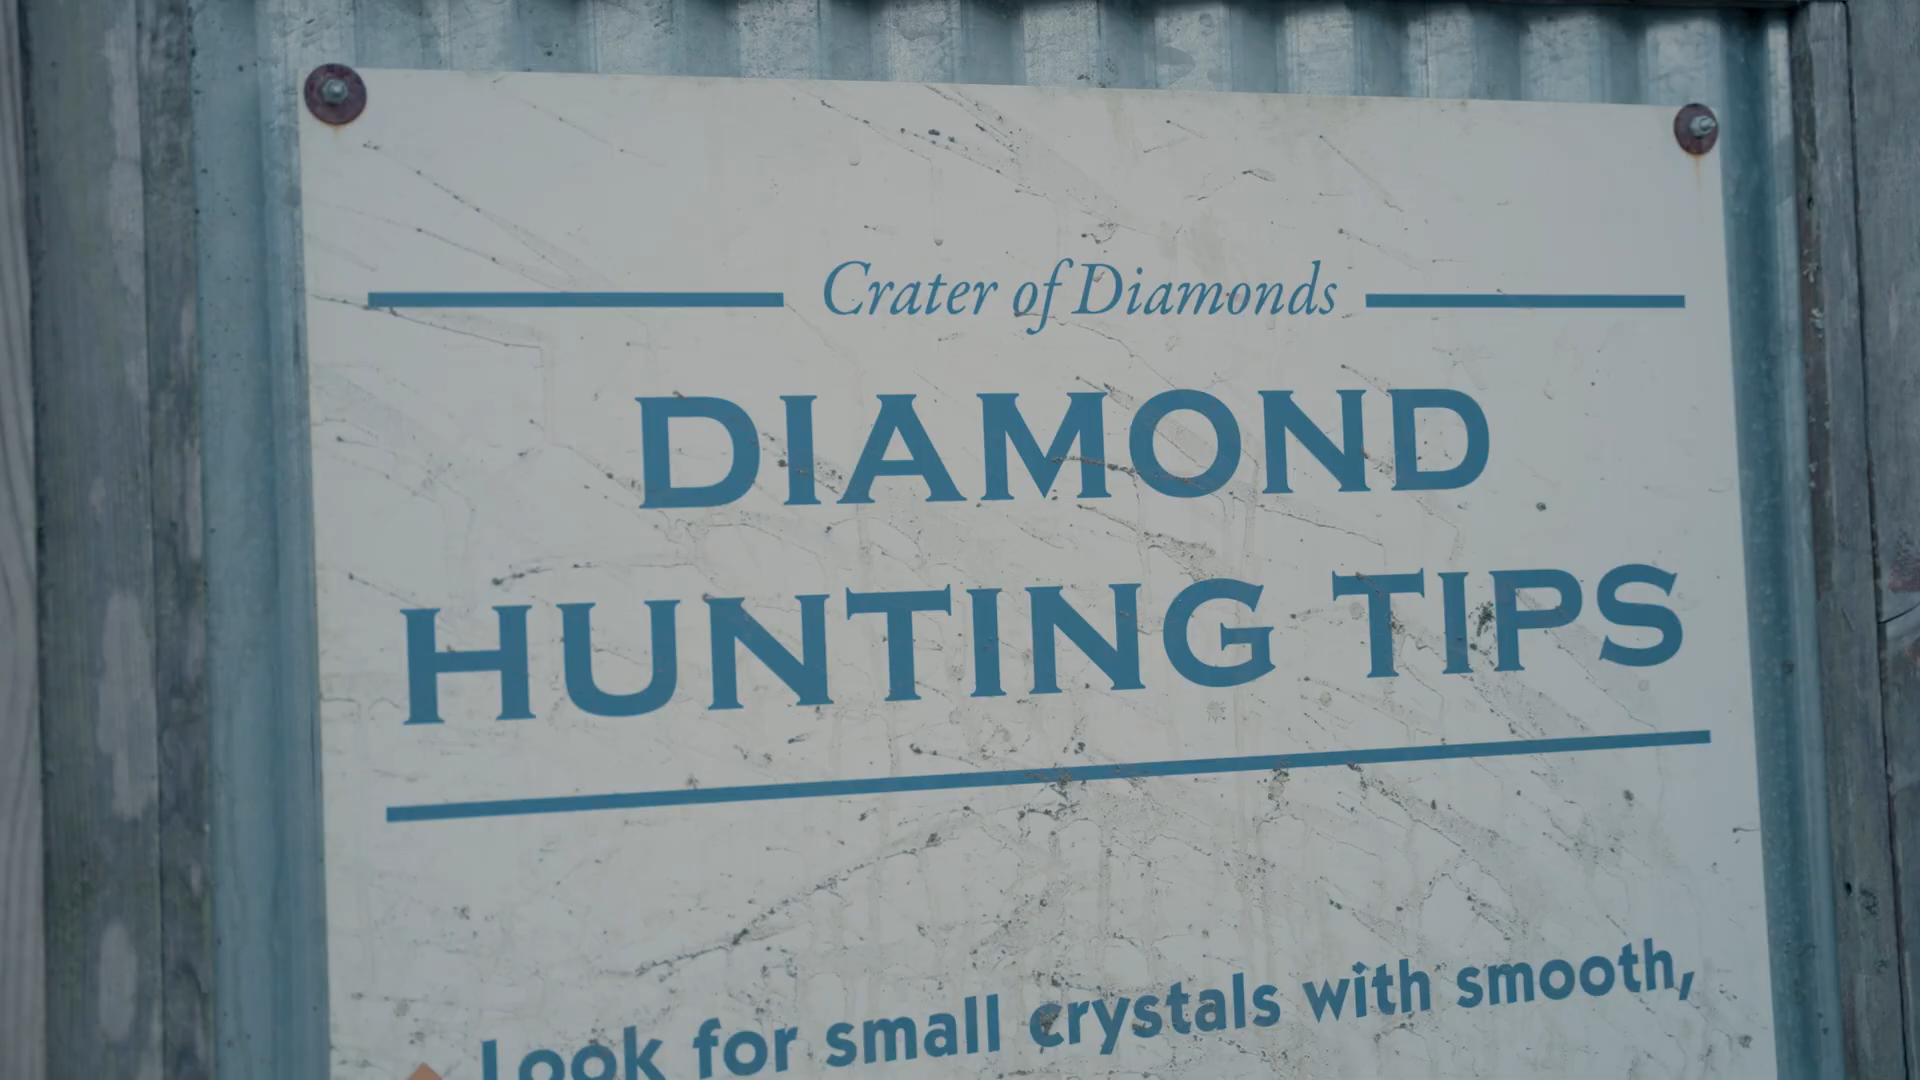 Crater of Diamonds
DIAMOND
HUNTING TIPS
Look for small crystals with smooth,